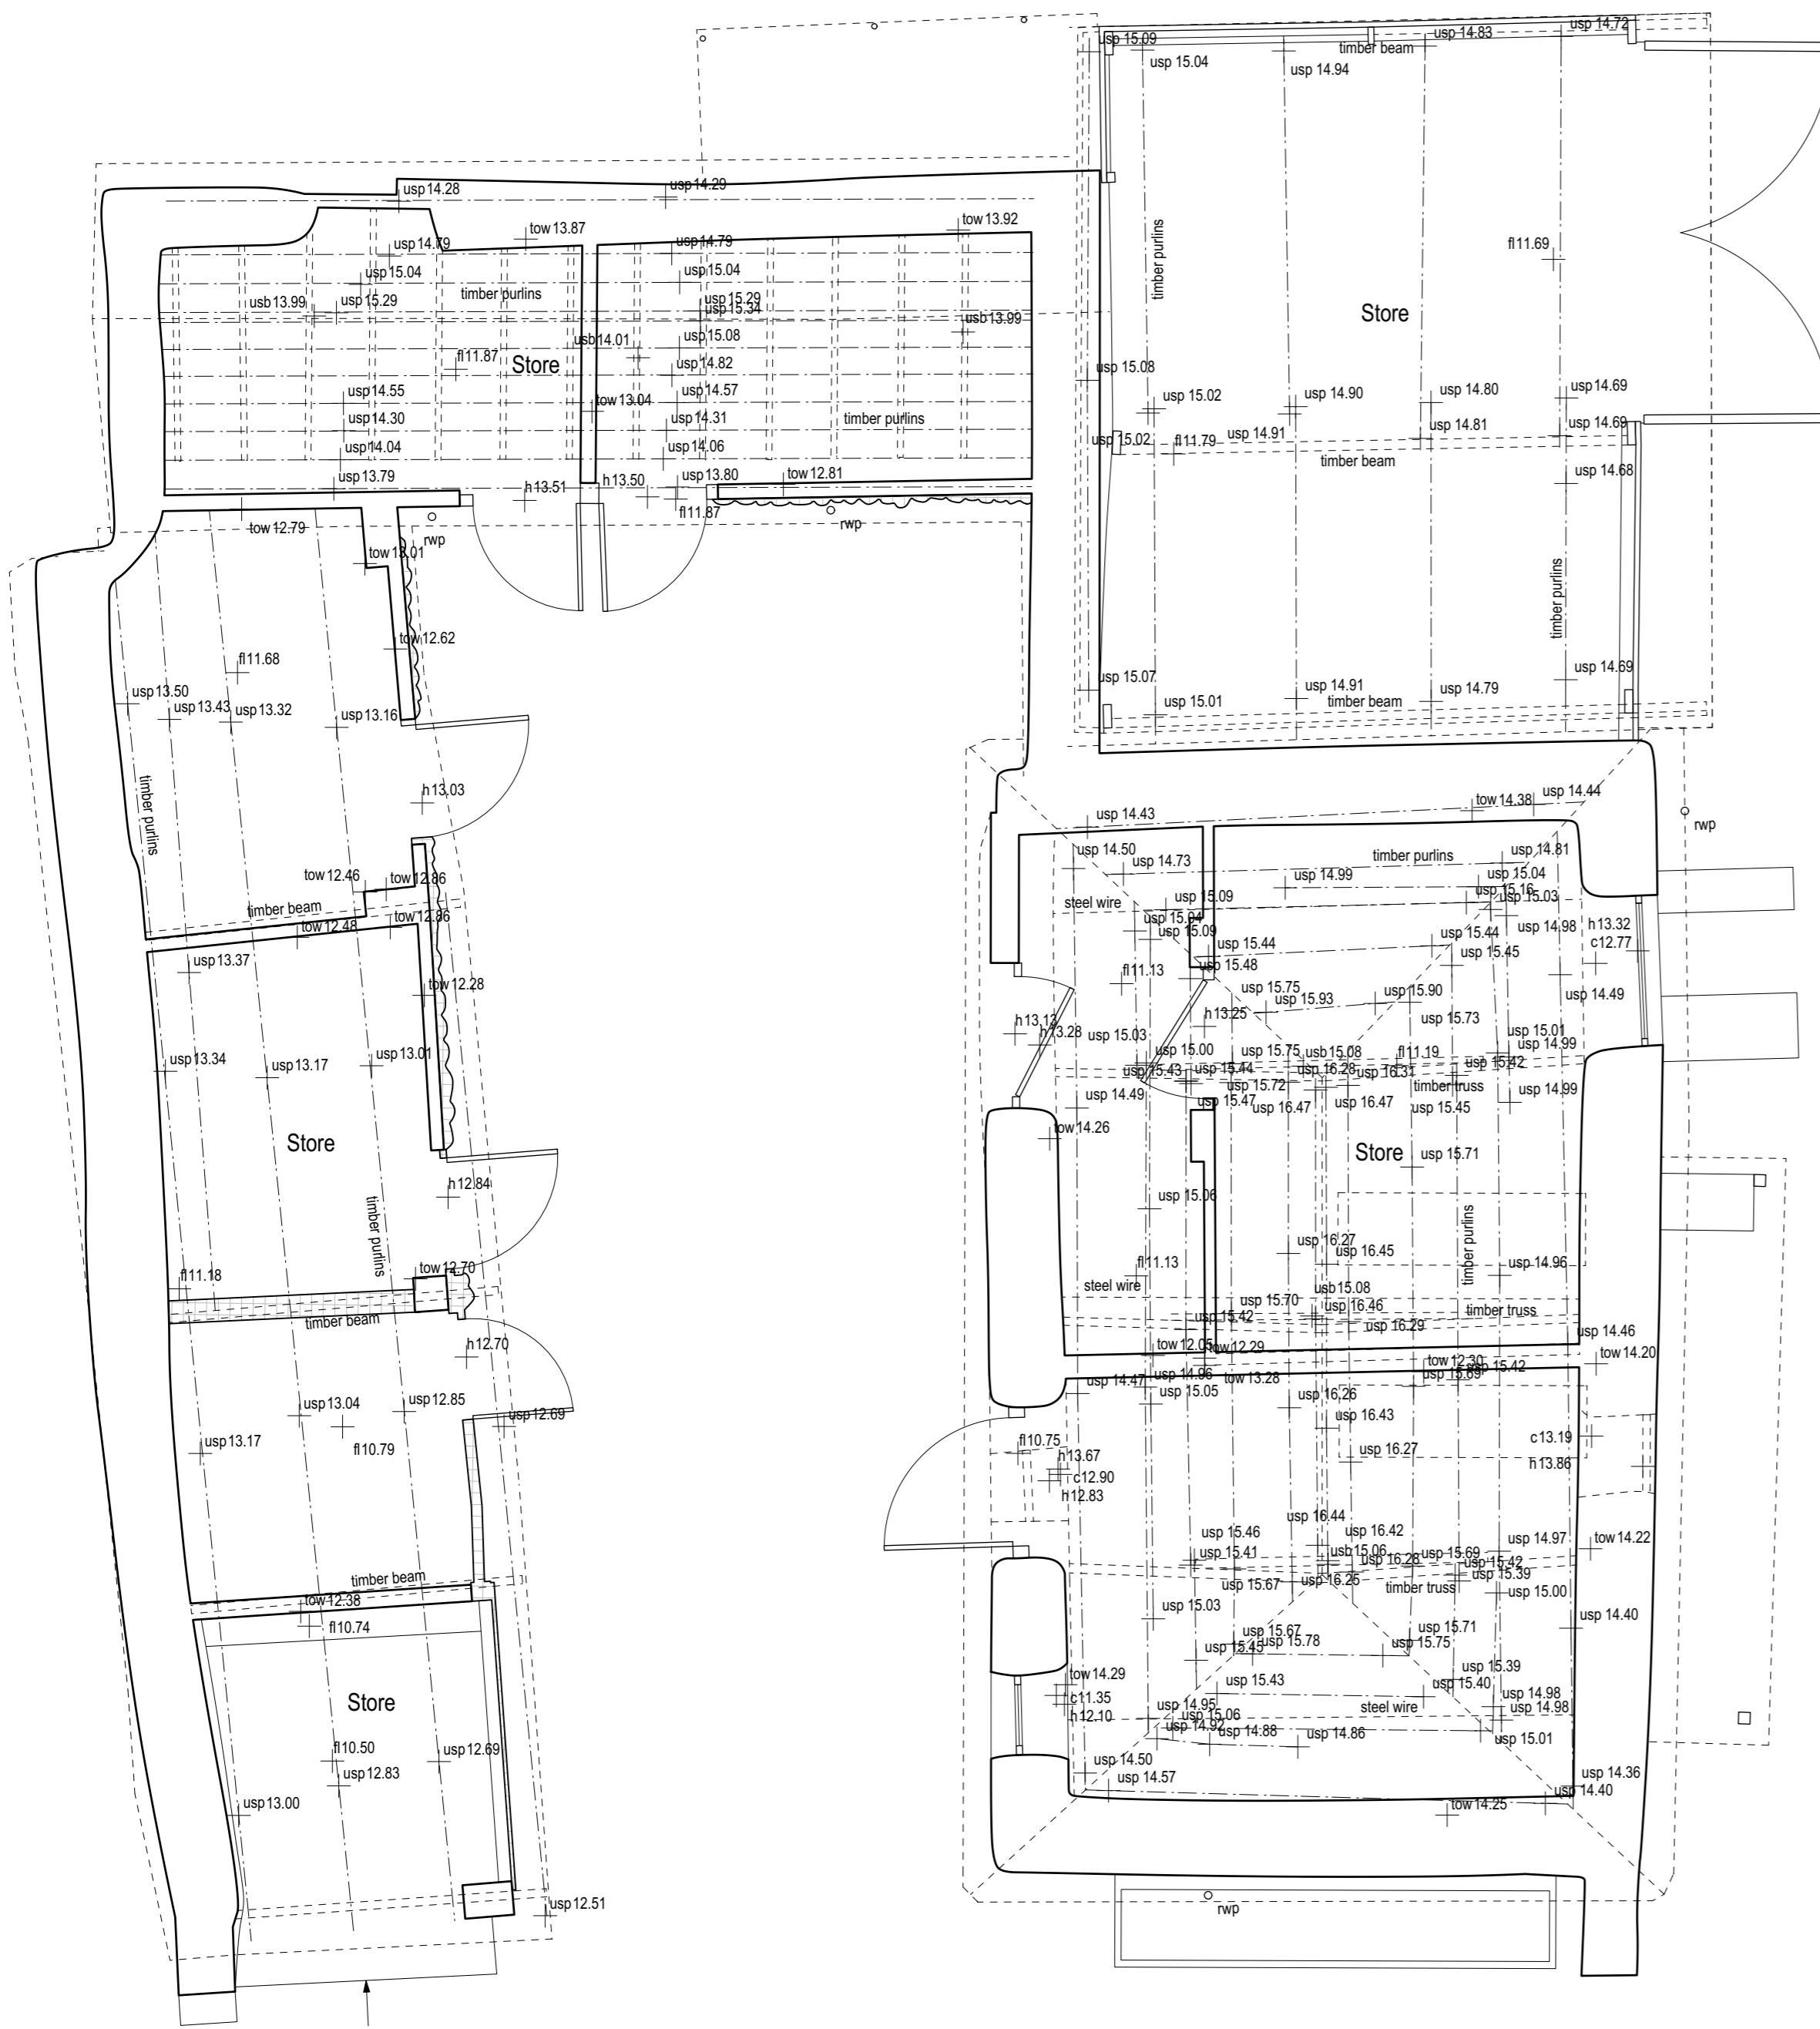 usp 14.72
usp 14.83
timber beam
usp 15.09
usp 15.04
usp 14.94
usp 14.28
usp 14.29
tow 13.87
tow 13.92
usp 14.79
usp 14.79
usp 15.04
usp 15.04
timber purlins
usb 13.99
usp 15.29
usp 15.29
usp 15.34
usb 13.99
usb 14.01
usp 15.08
fl 11.87
Store
usp 14.82
usp 14.55
tow 13.04
usp 14.57
usp 14.30
usp 14.31
timber purlins
usp 14.04
usp 14.06
usp 13.79
h 13.51
h 13.50
usp 13.80
tow 12.81
fl 11.87
rwp
rwp
timber purlins
fl 11.69
Store
usp 15.08
usp 15.02
usp 14.90
usp 14.80
usp 14.69
usp 15.02
fl 11.79
usp 14.91
usp 14.81
usp 14.69
timber beam
usp 14.68
timber purlins
usp 15.07
usp 15.01
usp 14.91
timber beam
usp 14.79
usp 14.69
tow 12.79
tow 13.01
tow 12.62
fl 11.68
usp 13.50
usp 13.43
usp 13.32
usp 13.16
timber purlins
h 13.03
tow 12.46
tow 12.86
timber beam
tow 12.86
tow 12.48
usp 13.37
tow 12.28
usp 13.34
usp 13.17
usp 13.01
Store
h 12.84
timber purlins
fl 11.18
tow 12.70
timber beam
h 12.70
usp 13.04
usp 12.85
usp 12.69
usp 13.17
fl 10.79
timber beam
tow 12.38
fl 10.74
Store
fl 10.50
usp 12.83
usp 12.69
usp 13.00
usp 12.51
usp 14.43
tow 14.38
usp 14.44
rwp
usp 14.50
usp 14.73
timber purlins
usp 14.81
usp 14.99
usp 15.04
steel wire
usp 15.09
usp 15.16
usp 15.03
usp 15.04
usp 15.09
usp 15.44
usp 15.44
usp 14.98
h 13.32
c 12.77
usp 15.45
fl 11.13
usp 15.48
usp 15.75
usp 15.93
usp 15.90
usp 14.49
h 13.13
h 13.28
h 13.25
usp 15.73
usp 15.03
usp 15.01
usp 15.00
usp 15.75
usb 15.08
fl 11.19
usp 14.99
usp 15.43
usp 15.44
usp 16.28
usp 16.31
usp 15.42
usp 15.72
timber truss
usp 14.49
usp 15.47
usp 16.47
usp 16.47
usp 15.45
usp 14.99
tow 14.26
Store
usp 15.71
usp 15.06
timber purlins
usp 16.27
usp 16.45
fl 11.13
steel wire
usb 15.08
usp 14.96
usp 15.70
usp 16.46
timber truss
usp 15.42
usp 16.29
usp 14.46
tow 12.05
tow 12.29
tow 12.30
tow 14.20
usp 14.47
usp 14.96
tow 13.28
usp 15.69
usp 15.42
usp 15.05
usp 16.26
usp 16.43
fl 10.75
h 13.67
c 12.90
h 12.83
usp 16.27
c 13.19
h 13.86
usp 16.44
usp 15.46
usp 16.42
usp 14.97
tow 14.22
usp 15.41
usb 15.06
usp 16.28
usp 15.69
usp 15.42
usp 15.67
usp 16.25
timber truss
usp 15.39
usp 15.00
usp 15.03
usp 14.40
usp 15.67
usp 15.71
usp 15.45
usp 15.78
usp 15.75
tow 14.29
usp 15.39
c 11.35
usp 15.43
usp 15.40
h 12.10
usp 14.95
steel wire
usp 14.98
usp 15.06
usp 14.98
usp 14.92
usp 14.88
usp 14.86
usp 15.01
usp 14.50
usp 14.57
usp 14.36
usp 14.40
tow 14.25
rwp